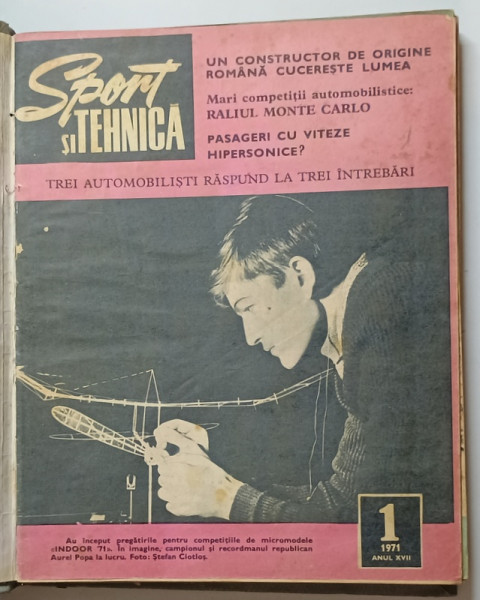 Sport
ȘI TEHNICĂ
UN CONSTRUCTOR DE ORIGINE
ROMÂNĂ CUCEREȘTE LUMEA
Mari competiții automobilistice:
RALIUL MONTE CARLO
PASAGERI CU VITEZE
HIPERSONICE?
TREI AUTOMOBILIȘTI RĂSPUND LA TREI ÎNTREBĂRI
Au început pregătirile pentru competițiile de micromodele
«INDOOR '71». În imagine, campionul și recordmanul republican
Aurel Popa la lucru. Foto: Ștefan Ciotloș.
1
1971
ANUL XVII